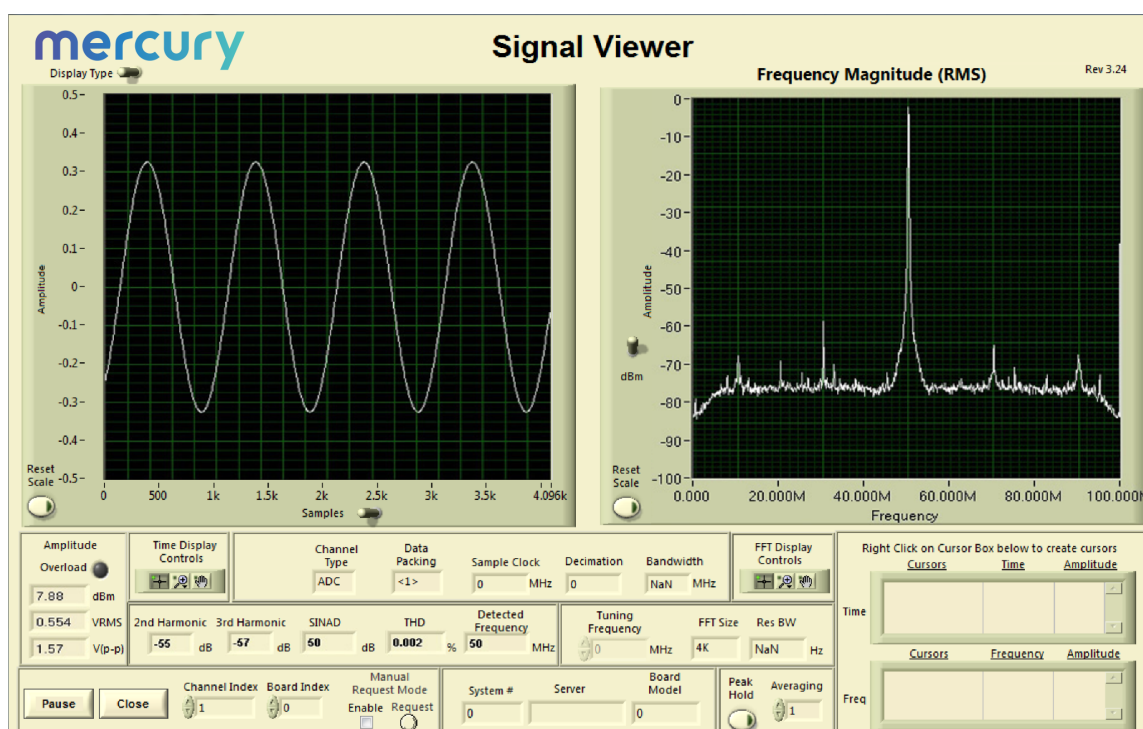 mercury
Signal Viewer
Display Type
Frequency Magnitude (RMS)
Rev 3.24
0.5
0.4
0.3
0.2
0.1
0
-0.1
-0.2
-0.3
-0.4
-0.5
Amplitude
0 500 1k 1.5k 2k 2.5k 3k 3.5k 4.096k
Samples
Reset
Scale
0
-10
-20
-30
-40
-50
-60
-70
-80
-90
-100
Amplitude
dBm
Reset
Scale
0.000 20.000M 40.000M 60.000M 80.000M 100.000M
Frequency
Amplitude
Overload
7.88 dBm
0.554 VRMS
1.57 V(p-p)
Time Display
Controls
Channel
Type
ADC
Data
Packing
<1>
Sample Clock
0 MHz
Decimation
0
Bandwidth
NaN MHz
FFT Display
Controls
2nd Harmonic
-55 dB
3rd Harmonic
-57 dB
SINAD
50 dB
THD
0.002 %
Detected
Frequency
50 MHz
Tuning
Frequency
0 MHz
FFT Size
4K
Res BW
NaN Hz
Right Click on Cursor Box below to create cursors
Cursors Time Amplitude
Time
Cursors Frequency Amplitude
Freq
Pause
Close
Channel Index
1
Board Index
0
Manual
Request Mode
Enable Request
System #
0
Server
Board
Model
0
Peak
Hold
Averaging
1